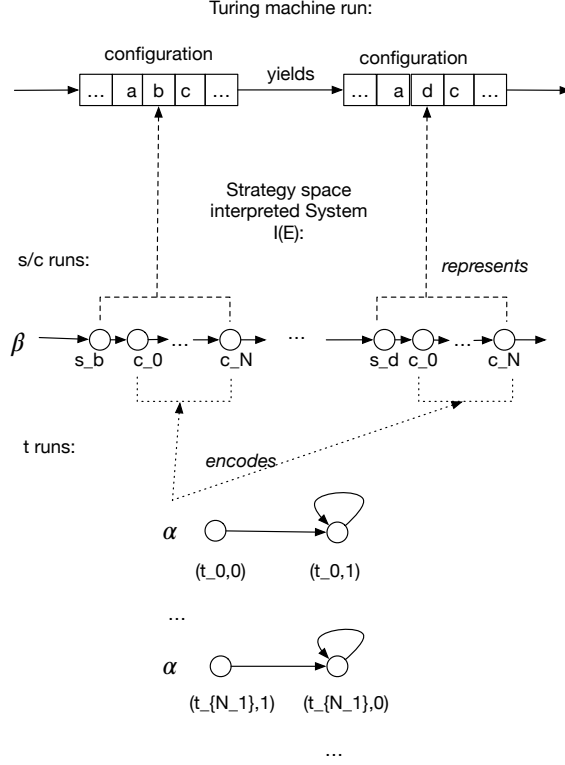 Turing machine run:
configuration
configuration
... a b c ...
yields
... a d c ...
Strategy space
interpreted System
I(E):
s/c runs:
represents
β
... ... ...
s_b c_0 c_N s_d c_0 c_N
t runs:
encodes
α
(t_0,0) (t_0,1)
...
α
(t_{N_1},1) (t_{N_1},0)
...